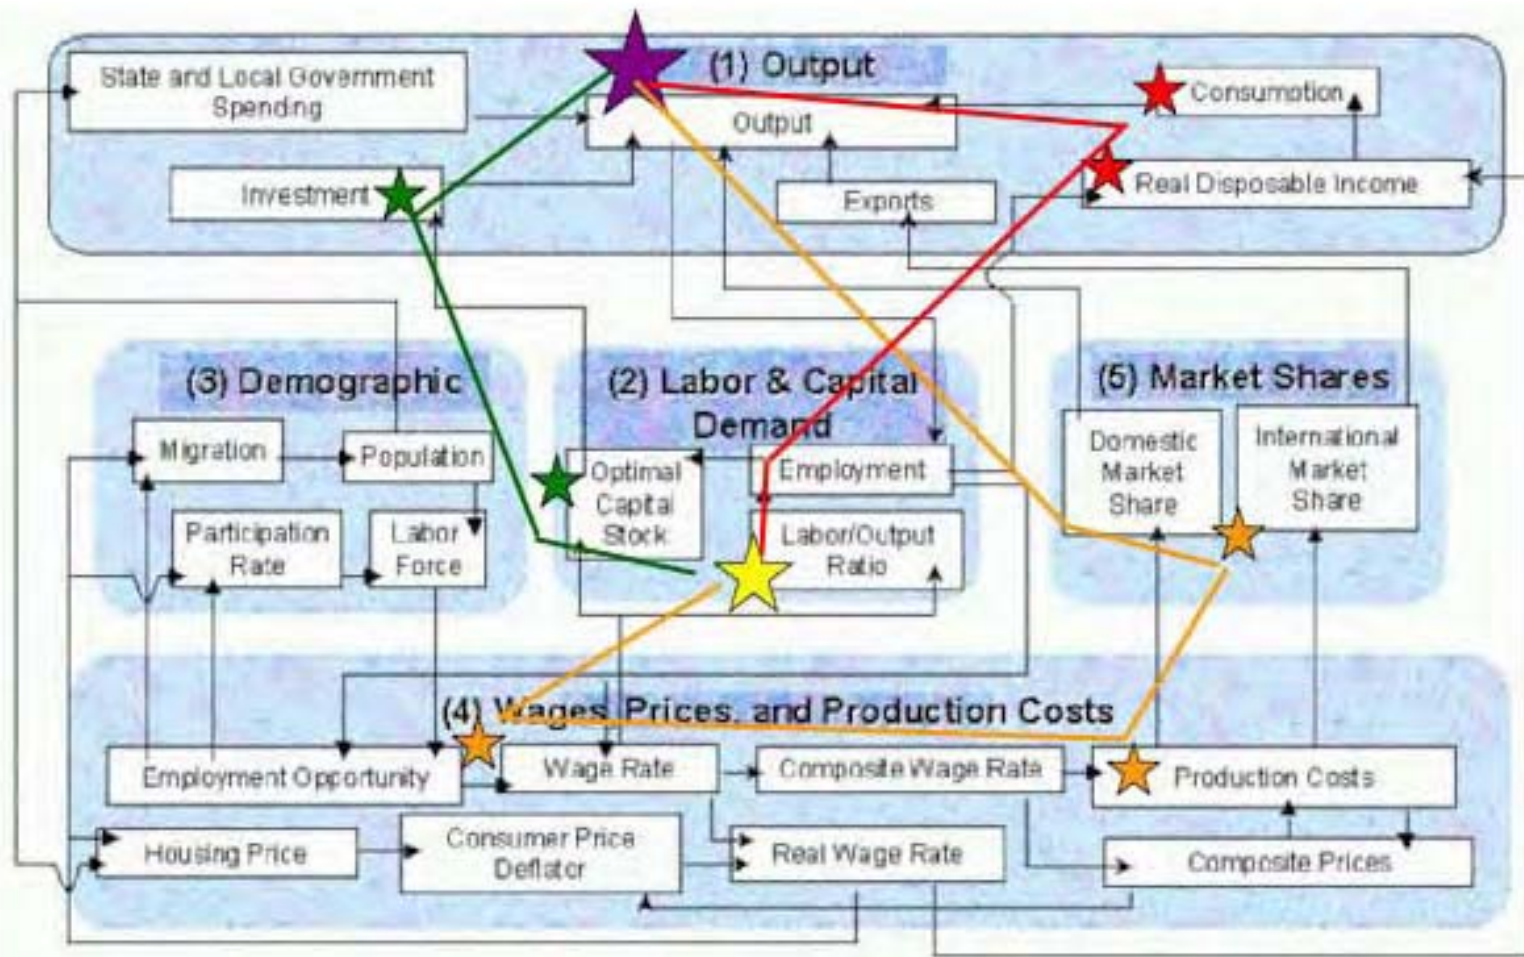 (1) Output
State and Local Government
Spending
Output
Consumption
Investment
Exports
Real Disposable Income
(3) Demographic
Migration
Population
Participation
Rate
Labor
Force
(2) Labor & Capital
Demand
Optimal
Capital
Stock
Employment
Labor/Output
Ratio
(5) Market Shares
Domestic
Market
Share
International
Market
Share
(4) Wages, Prices, and Production Costs
Employment Opportunity
Wage Rate
Composite Wage Rate
Production Costs
Housing Price
Consumer Price
Deflator
Real Wage Rate
Composite Prices